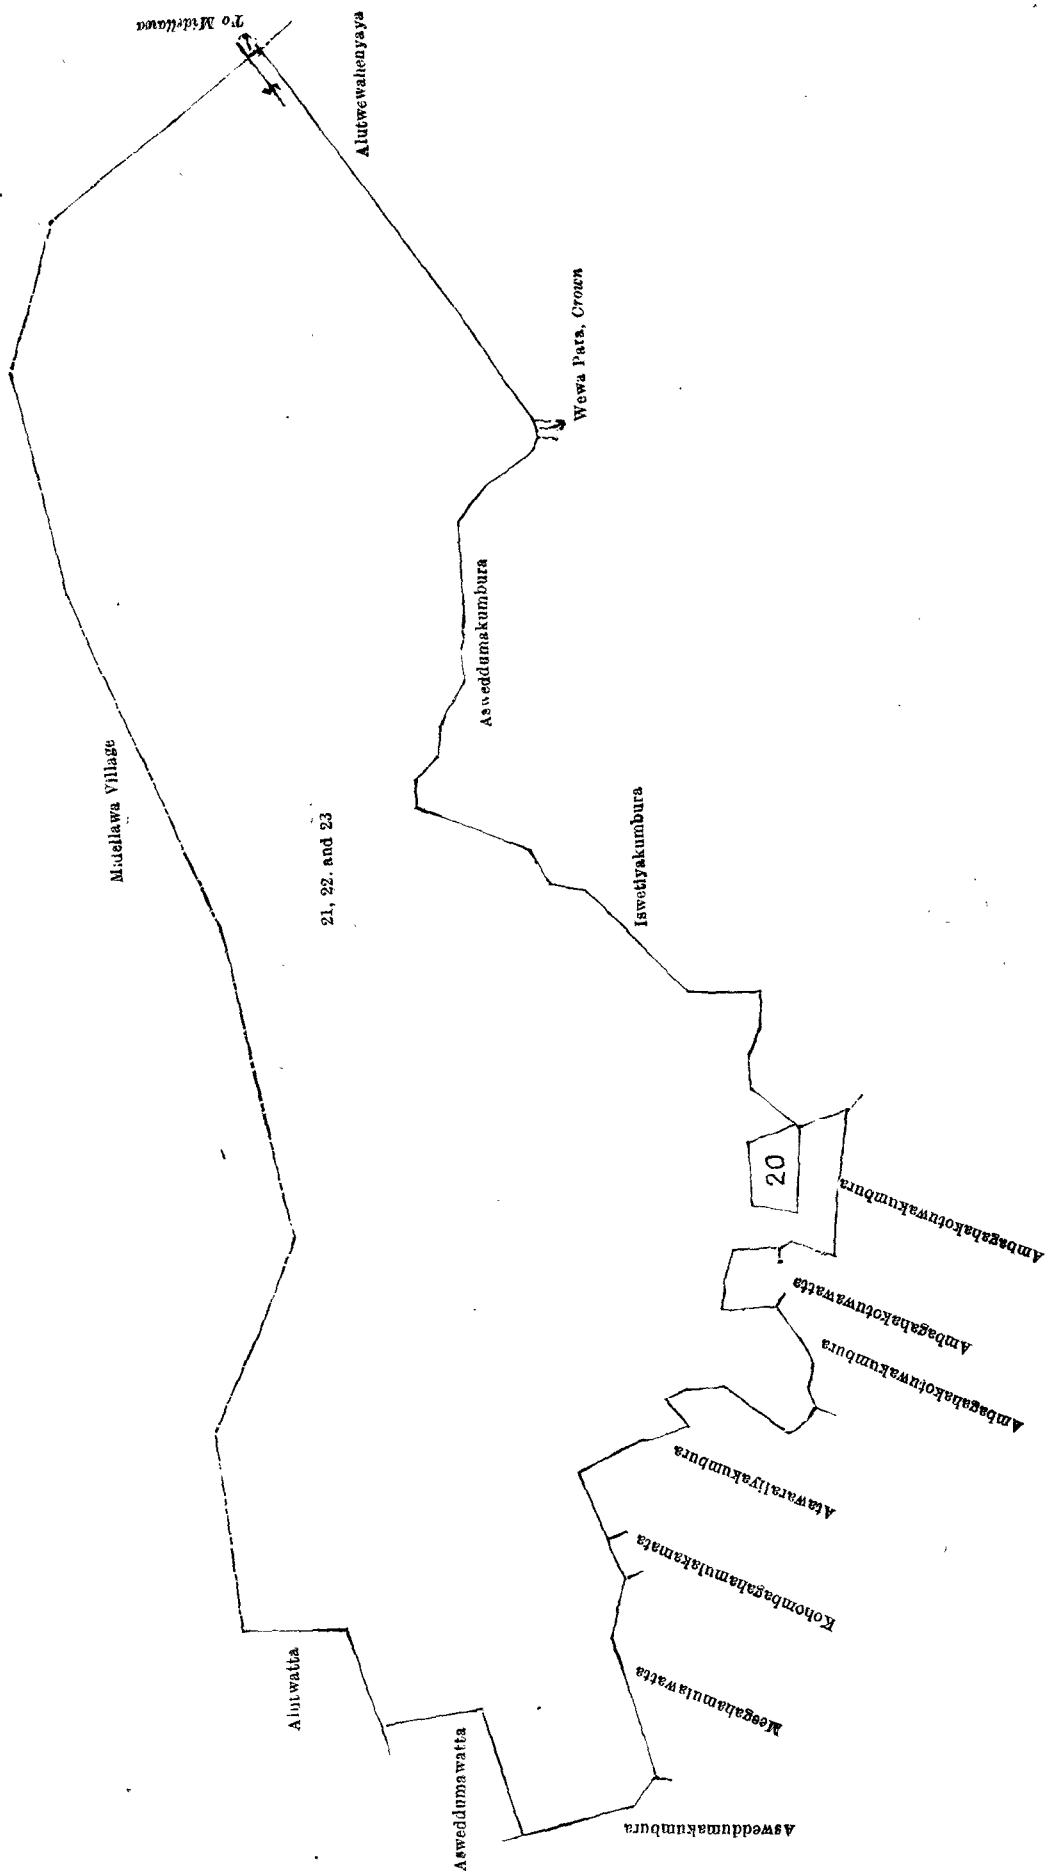 To Midellawa
Alutwewahenyaya
Wewa Para, Crown
Asweddumakumbura
Midellawa Village
21, 22. and 23
Iswetiyakumbura
20
Ambagahakotuwakumbura
Ambagahakotuwawatta
Ambagahakotuwakumbura
Atawaraliyakumbura
Kohombagahamulakamata
Meegahamulawatta
Alutwatta
Asweddumawatta
Asweddumakumbura